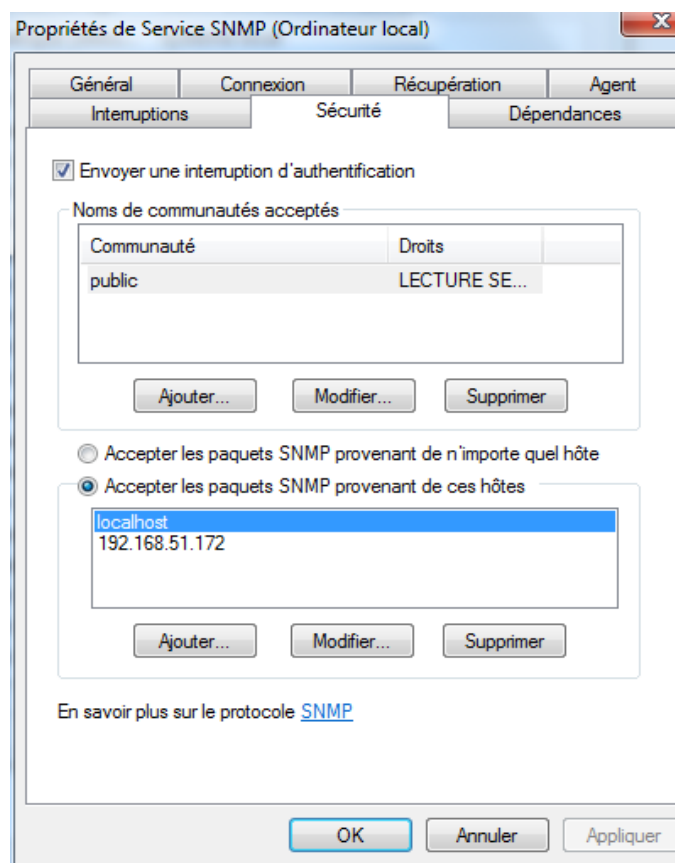 Propriétés de Service SNMP (Ordinateur local)
Général Connexion Récupération Agent
Interruptions Sécurité Dépendances
Envoyer une interruption d'authentification
Noms de communautés acceptés
Communauté Droits
public LECTURE SE...
Ajouter... Modifier... Supprimer
Accepter les paquets SNMP provenant de n'importe quel hôte
Accepter les paquets SNMP provenant de ces hôtes
localhost
192.168.51.172
Ajouter... Modifier... Supprimer
En savoir plus sur le protocole SNMP
OK Annuler Appliquer